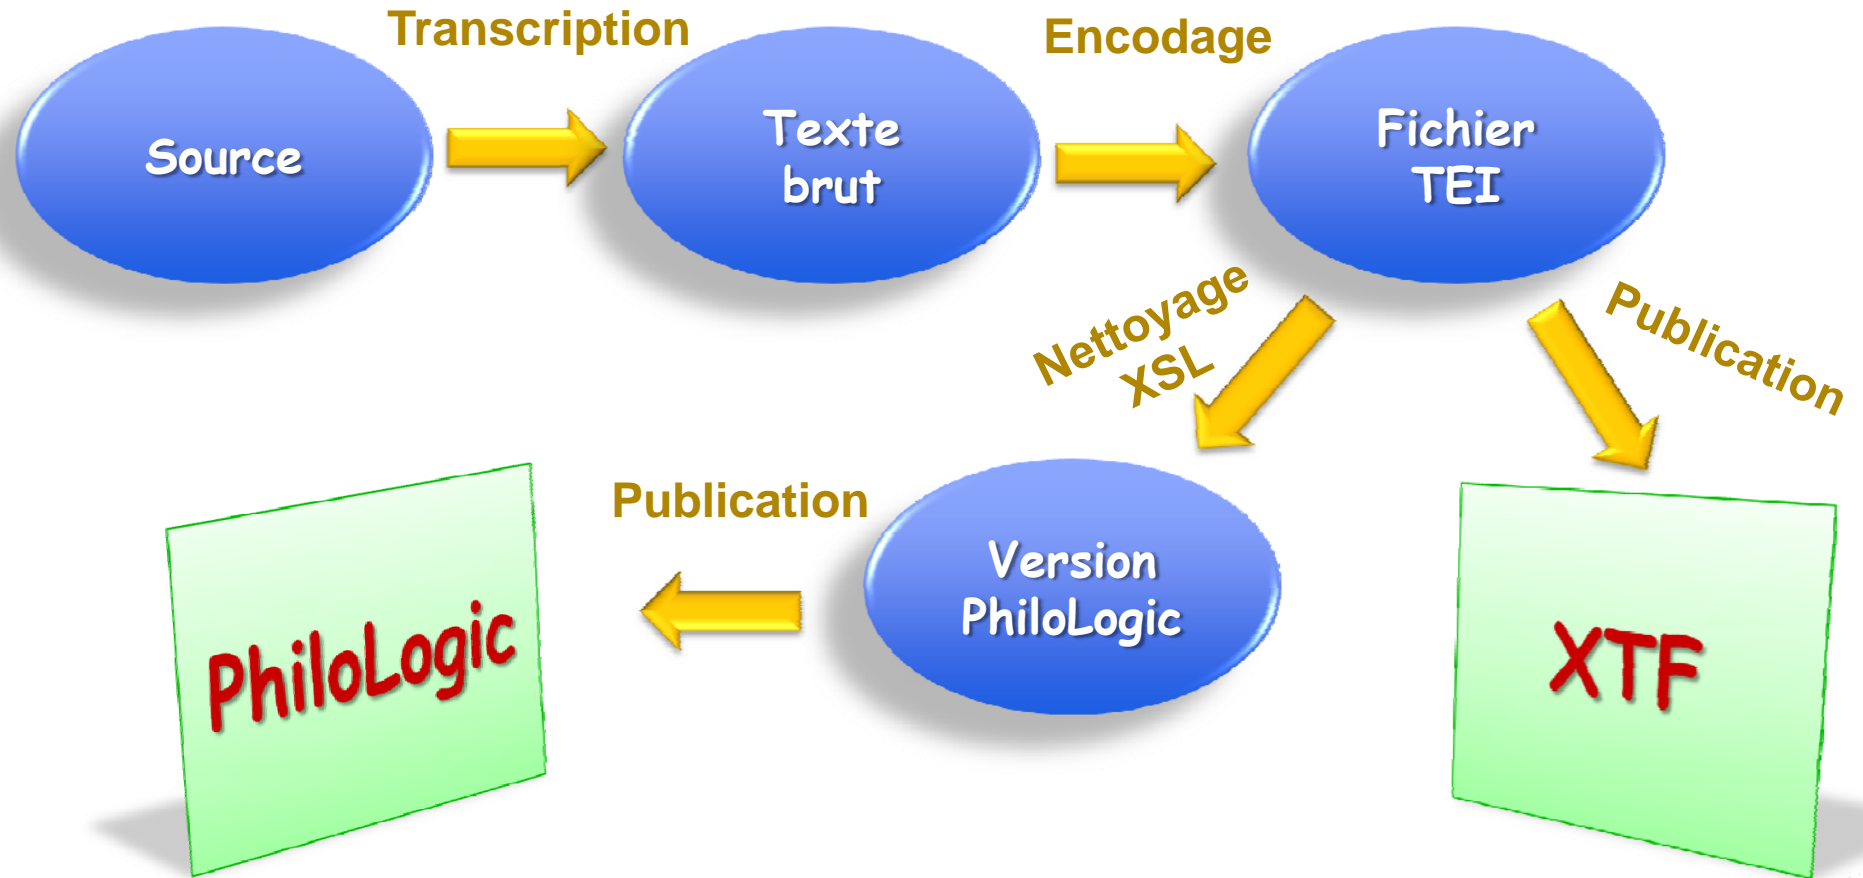 Transcription
Encodage
Source
Texte
brut
Fichier
TEI
Nettoyage
XSL
Publication
Publication
Version
PhiloLogic
PhiloLogic
XTF